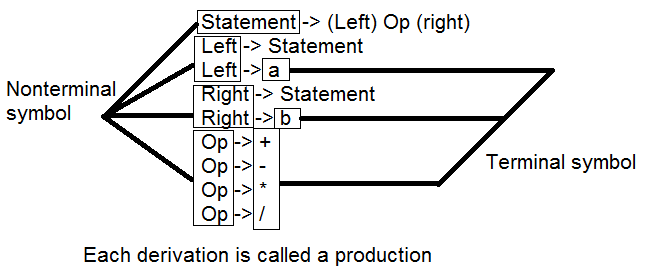 Statement -> (Left) Op (right)
Left -> Statement
Left -> a
Nonterminal
symbol
Right -> Statement
Right -> b
Op -> +
Op -> -
Op -> *
Op -> /
Terminal symbol
Each derivation is called a production